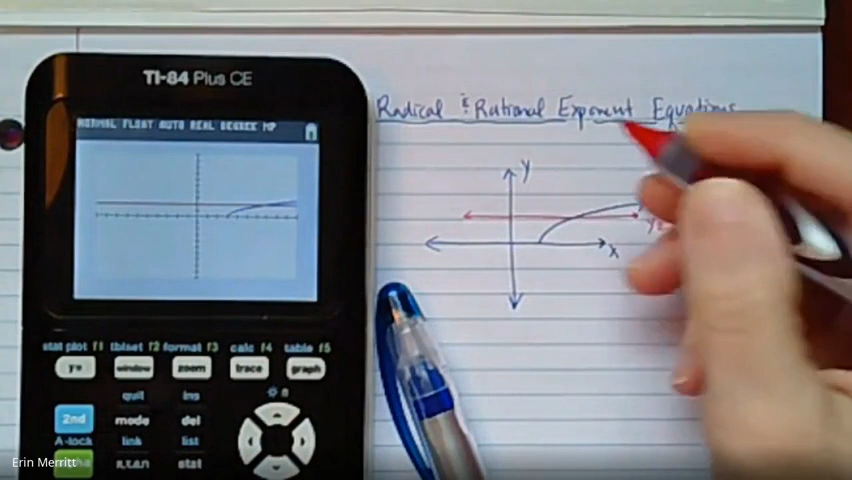 TI-84 Plus CE
NORMAL FLOAT AUTO REAL DEGREE MP
Radical & Rational Exponent Equations
y
x
stat plot f1 tblset f2 format f3 calc f4 table f5
y= window zoom trace graph
quit ins
2nd mode del
A-lock link list
alpha X,T,θ,n stat
Erin Merritt